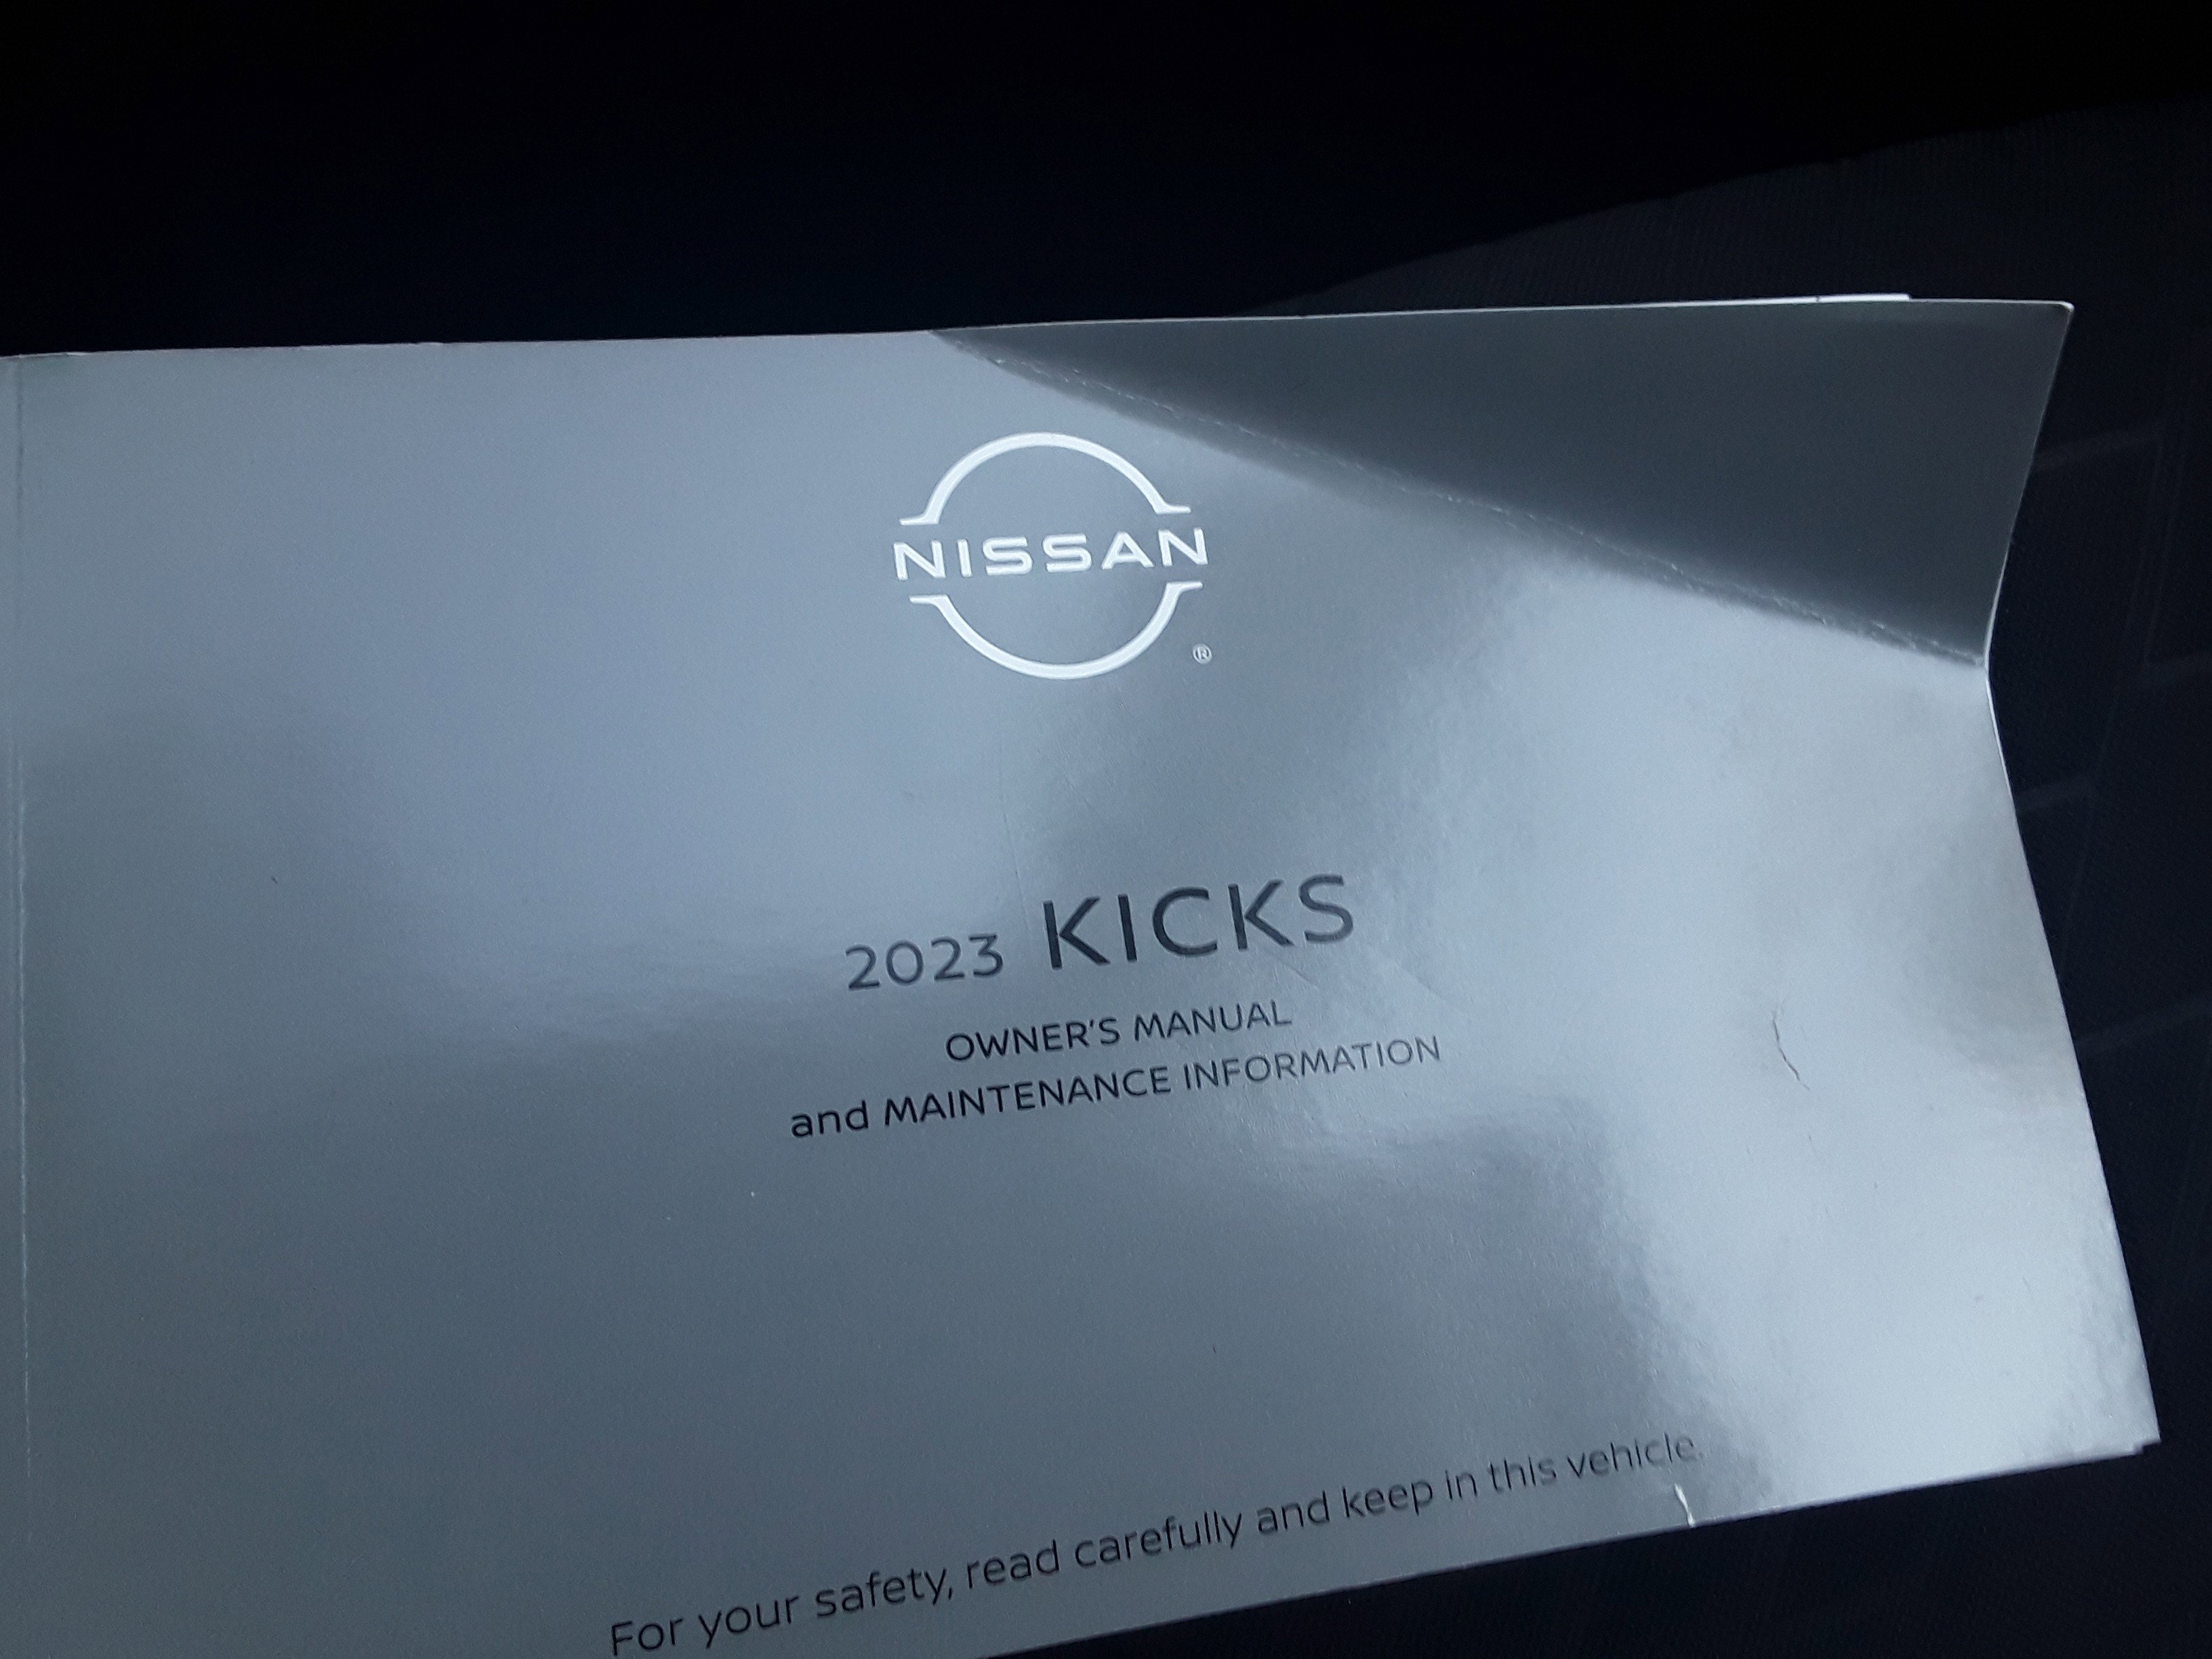 NISSAN
®
2023 KICKS
OWNER'S MANUAL
and MAINTENANCE INFORMATION
For your safety, read carefully and keep in this vehicle.